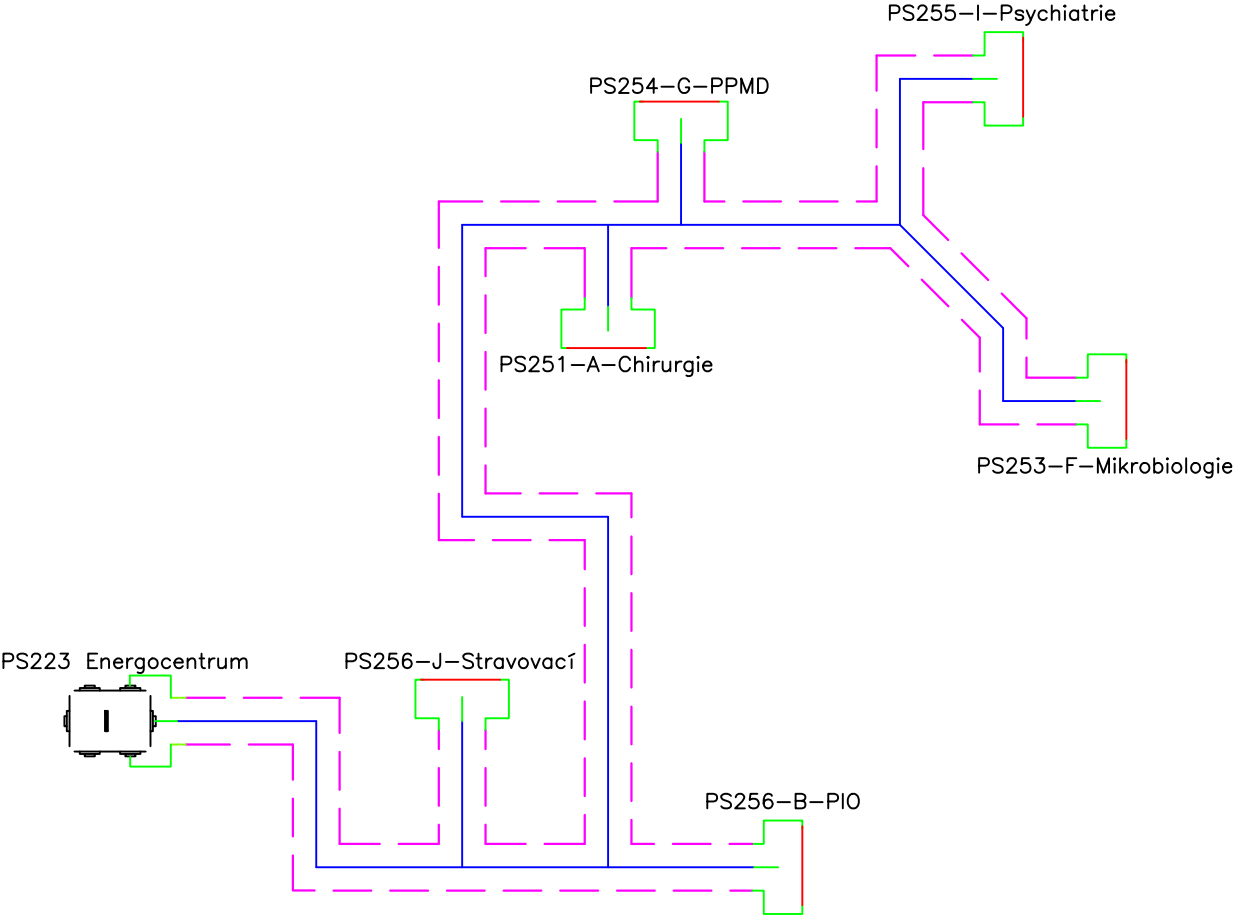 PS255-I-Psychiatrie
PS254-G-PPMD
PS251-A-Chirurgie
PS253-F-Mikrobiologie
PS223 Energocentrum
PS256-J-Stravovací
PS256-B-PIO